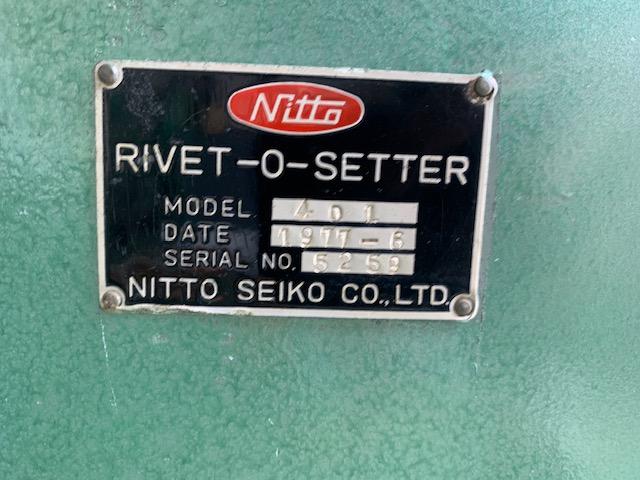 Nitto
RIVET-O-SETTER
MODEL 401
DATE 1977-6
SERIAL NO. 5259
NITTO SEIKO CO., LTD.